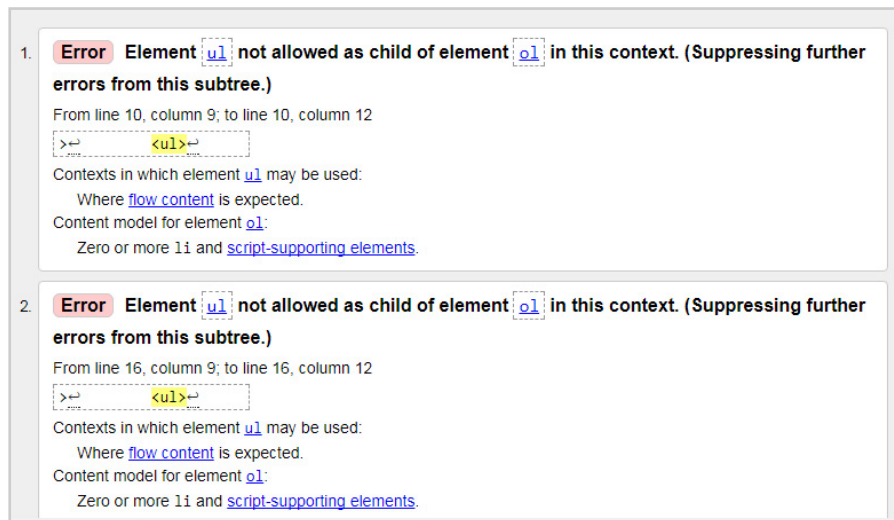 1. Error Element ul not allowed as child of element ol in this context. (Suppressing further
errors from this subtree.)
From line 10, column 9; to line 10, column 12
>↩        <ul>↩
Contexts in which element ul may be used:
Where flow content is expected.
Content model for element ol:
Zero or more li and script-supporting elements.
2. Error Element ul not allowed as child of element ol in this context. (Suppressing further
errors from this subtree.)
From line 16, column 9; to line 16, column 12
>↩        <ul>↩
Contexts in which element ul may be used:
Where flow content is expected.
Content model for element ol:
Zero or more li and script-supporting elements.